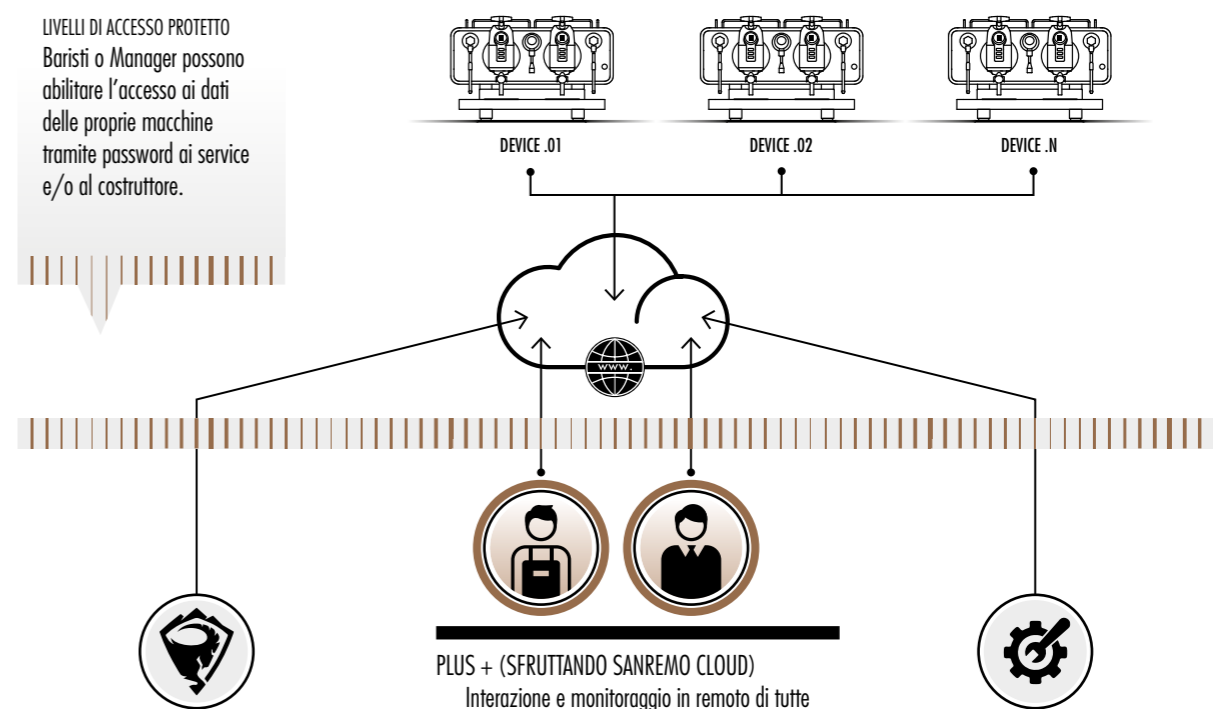 LIVELLI DI ACCESSO PROTETTO
Baristi o Manager possono
abilitare l'accesso ai dati
delle proprie macchine
tramite password ai service
e/o al costruttore.
DEVICE .01
DEVICE .02
DEVICE .N
WWW.
PLUS + (SFRUTTANDO SANREMO CLOUD)
Interazione e monitoraggio in remoto di tutte